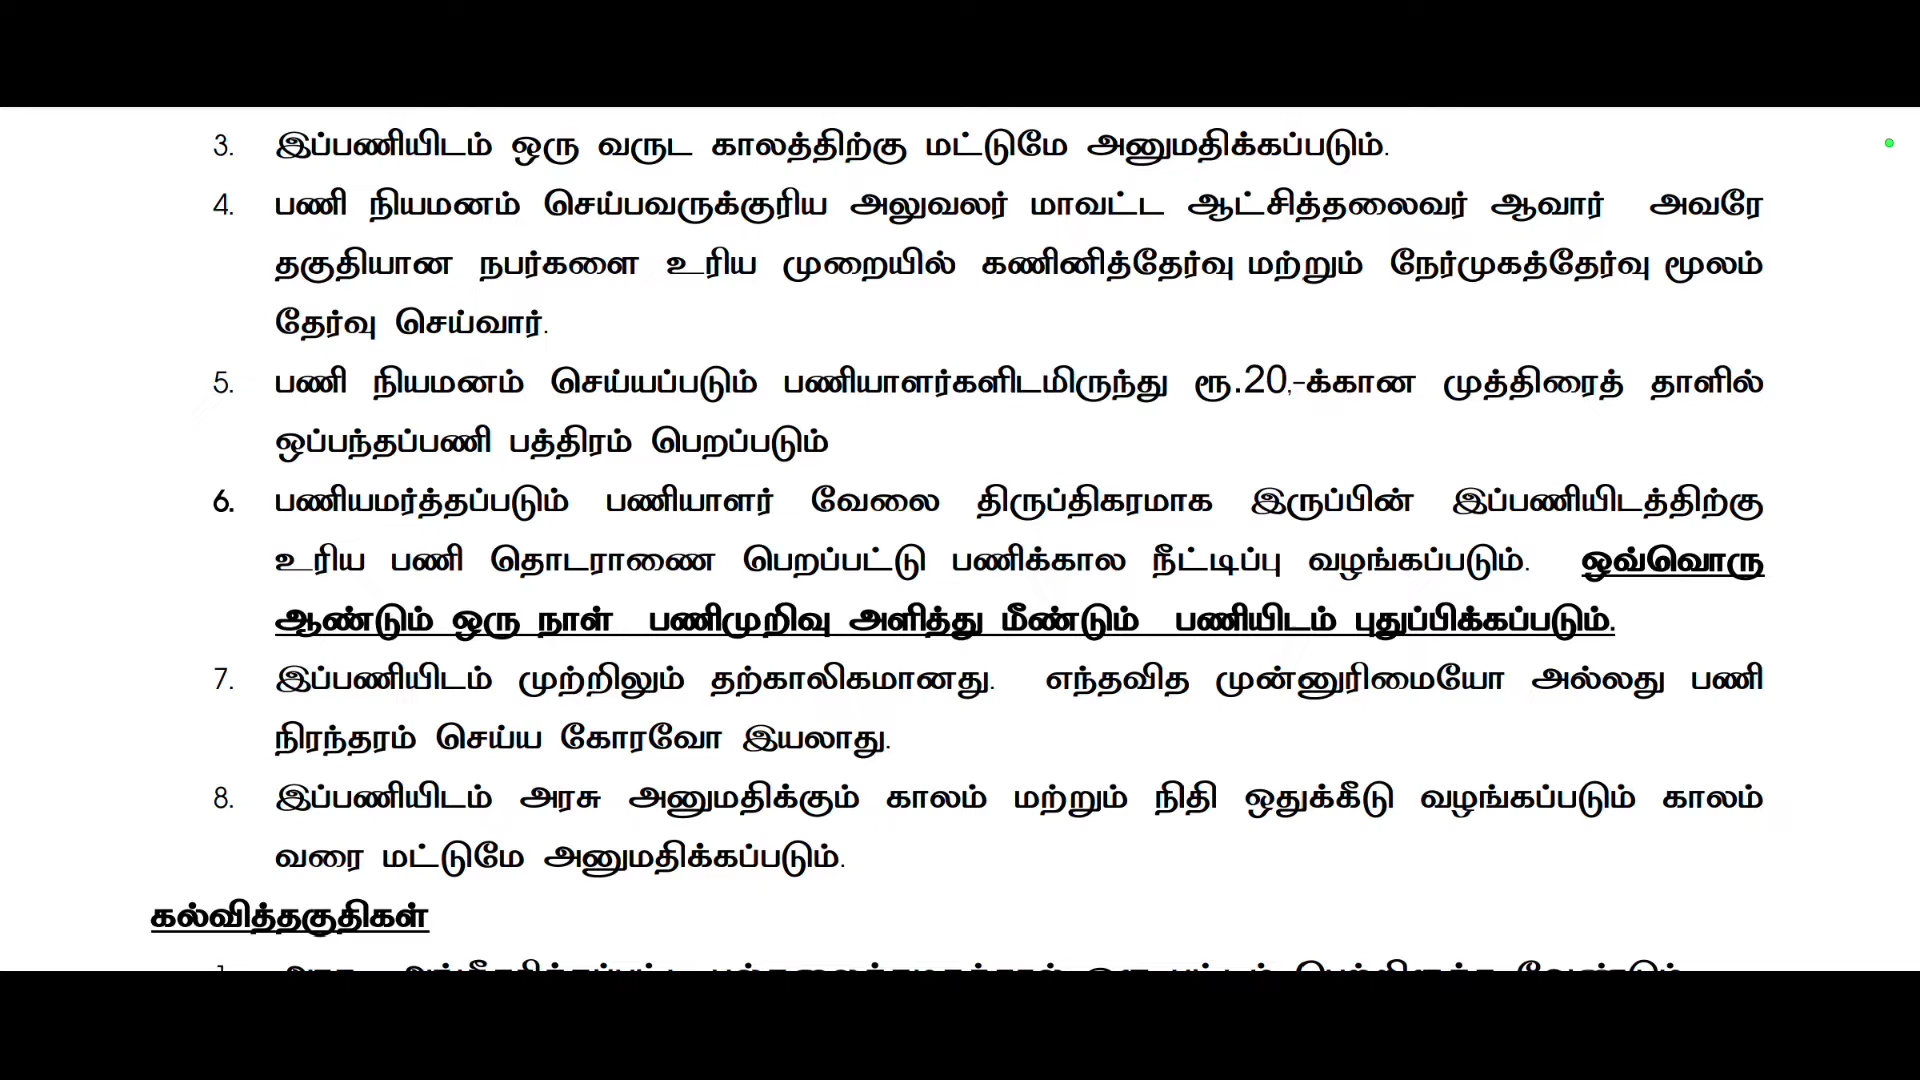 3. இப்பணியிடம் ஒரு வருட காலத்திற்கு மட்டுமே அனுமதிக்கப்படும்.
4. பணி நியமனம் செய்பவருக்குரிய அலுவலர் மாவட்ட ஆட்சித்தலைவர் ஆவார் அவரே
தகுதியான நபர்களை உரிய முறையில் கணினித்தேர்வு மற்றும் நேர்முகத்தேர்வு மூலம்
தேர்வு செய்வார்.
5. பணி நியமனம் செய்யப்படும் பணியாளர்களிடமிருந்து ரூ.20,-க்கான முத்திரைத் தாளில்
ஒப்பந்தப்பணி பத்திரம் பெறப்படும்
6. பணியமர்த்தப்படும் பணியாளர் வேலை திருப்திகரமாக இருப்பின் இப்பணியிடத்திற்கு
உரிய பணி தொடராணை பெறப்பட்டு பணிக்கால நீட்டிப்பு வழங்கப்படும். ஒவ்வொரு
ஆண்டும் ஒரு நாள் பணிமுறிவு அளித்து மீண்டும் பணியிடம் புதுப்பிக்கப்படும்.
7. இப்பணியிடம் முற்றிலும் தற்காலிகமானது. எந்தவித முன்னுரிமையோ அல்லது பணி
நிரந்தரம் செய்ய கோரவோ இயலாது.
8. இப்பணியிடம் அரசு அனுமதிக்கும் காலம் மற்றும் நிதி ஒதுக்கீடு வழங்கப்படும் காலம்
வரை மட்டுமே அனுமதிக்கப்படும்.
கல்வித்தகுதிகள்